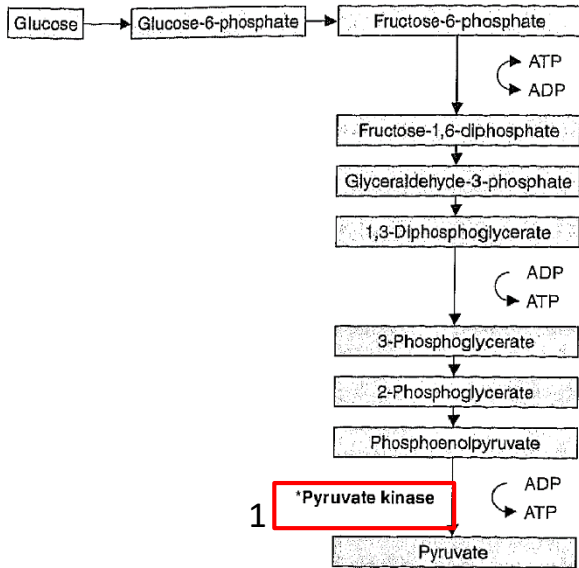 Glucose
Glucose-6-phosphate
Fructose-6-phosphate
ATP
ADP
Fructose-1,6-diphosphate
Glyceraldehyde-3-phosphate
1,3-Diphosphoglycerate
ADP
ATP
3-Phosphoglycerate
2-Phosphoglycerate
Phosphoenolpyruvate
1
*Pyruvate kinase
ADP
ATP
Pyruvate